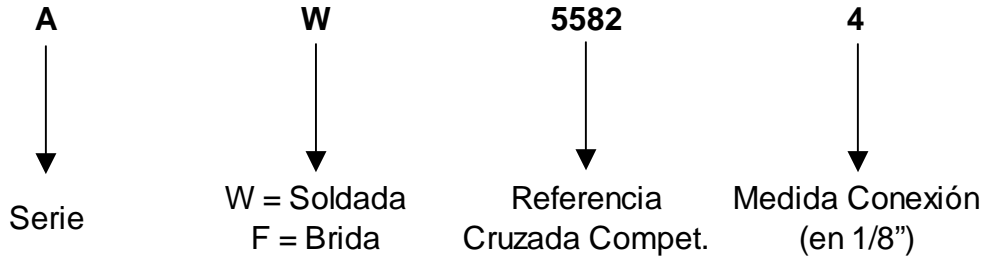 A W 5582 4
Serie
W = Soldada
F = Brida
Referencia
Cruzada Compet.
Medida Conexión
(en 1/8”)